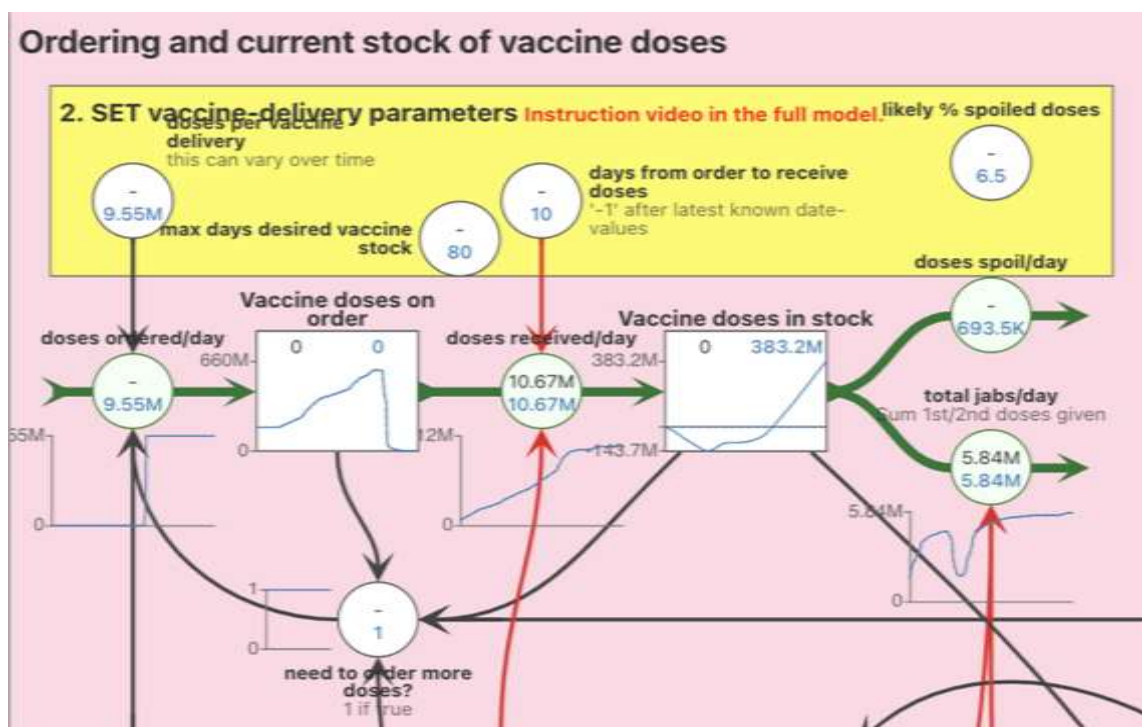 Ordering and current stock of vaccine doses
2. SET vaccine-delivery parameters Instruction video in the full model.
likely % spoiled doses
-
6.5
doses per vaccine
delivery
this can vary over time
-
9.55M
max days desired vaccine
stock
-
80
-
10
days from order to receive
doses
'-1' after latest known date-
values
doses spoil/day
-
693.5K
doses ordered/day
-
9.55M
Vaccine doses on
order
660M
0
0 0
doses received/day
10.67M
10.67M
Vaccine doses in stock
383.2M
-143.7M
0 383.2M
total jabs/day
Sum 1st/2nd doses given
5.84M
5.84M
55M
0
12M
0
5.84M
0
1
0
-
1
need to order more
doses?
1 if true